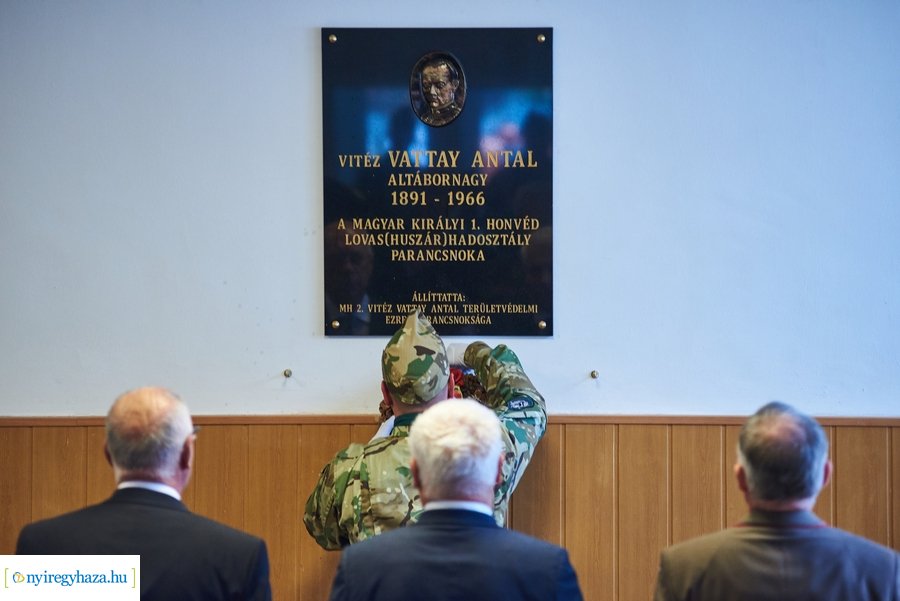 VITÉZ VATTAY ANTAL
ALTÁBORNAGY
1891 - 1966
A MAGYAR KIRÁLYI 1. HONVÉD
LOVAS(HUSZÁR)HADOSZTÁLY
PARANCSNOKA
ÁLLÍTTATTA:
MH 2. VITÉZ VATTAY ANTAL TERÜLETVÉDELMI
nyiregyhaza.hu